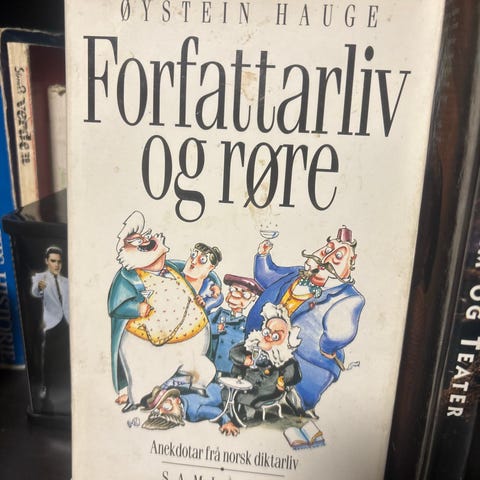 ØYSTEIN HAUGE
Forfattarliv
og røre
Anekdotar frå norsk diktarliv
OG TEATER